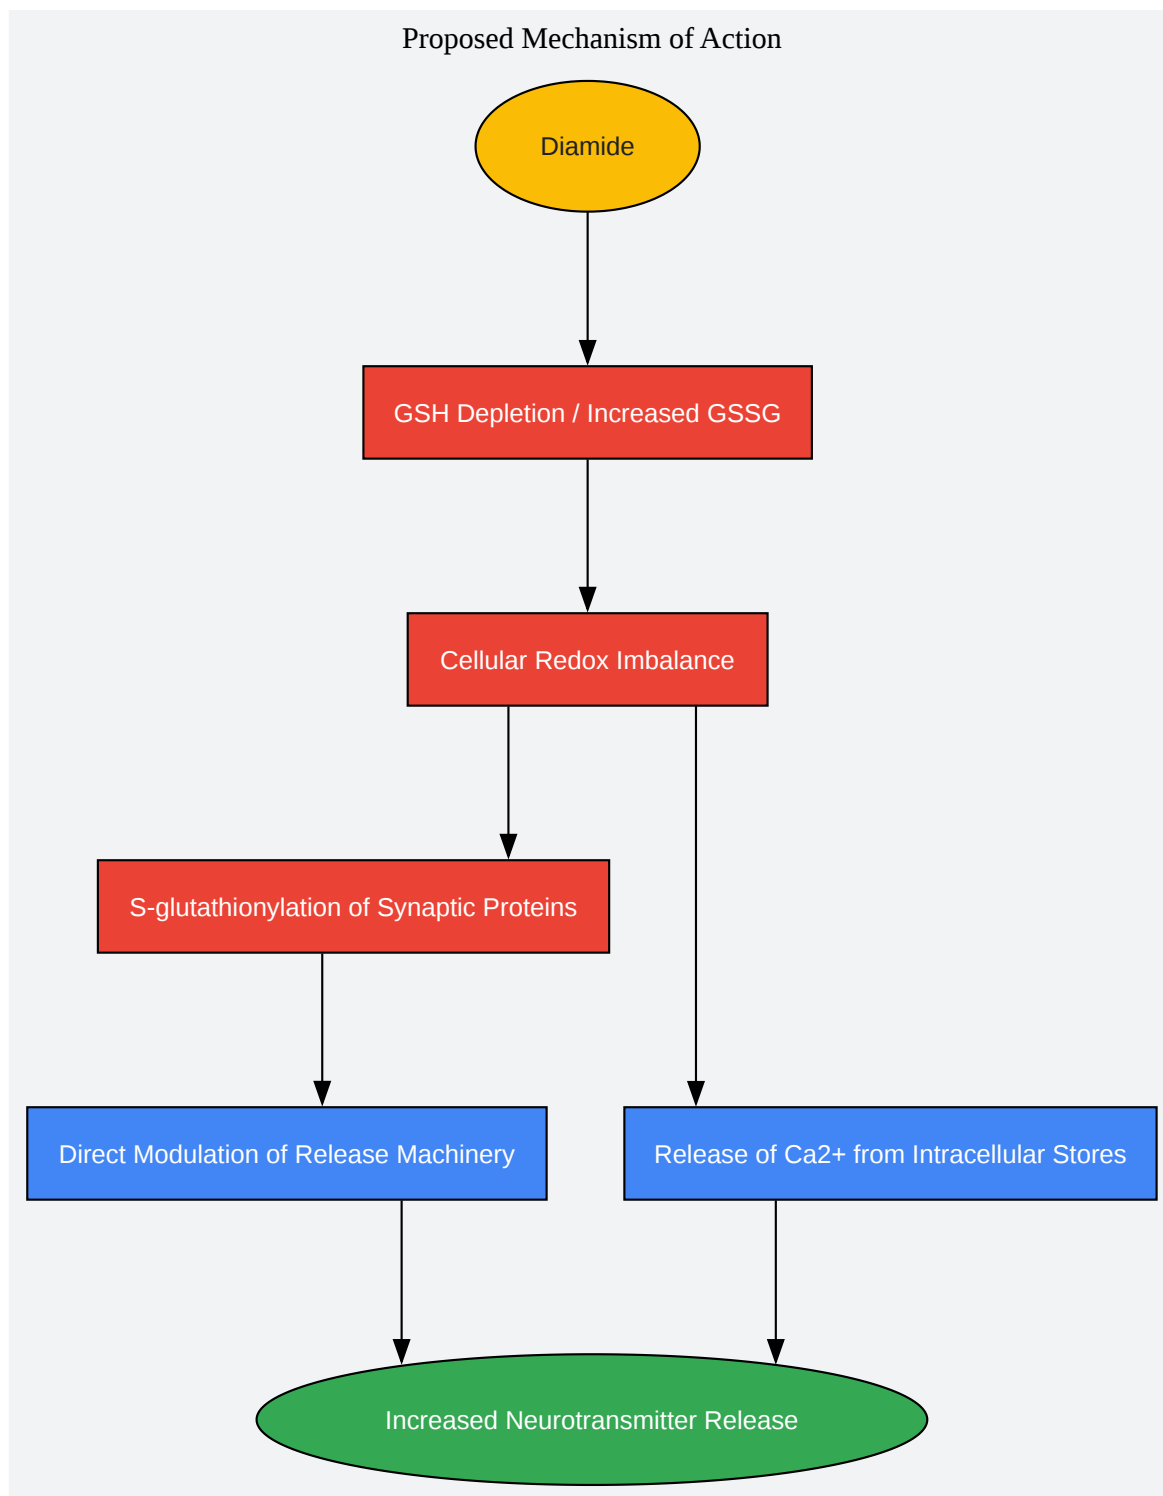 Proposed Mechanism of Action
Diamide
GSH Depletion / Increased GSSG
Cellular Redox Imbalance
S-glutathionylation of Synaptic Proteins
Direct Modulation of Release Machinery
Release of Ca2+ from Intracellular Stores
Increased Neurotransmitter Release